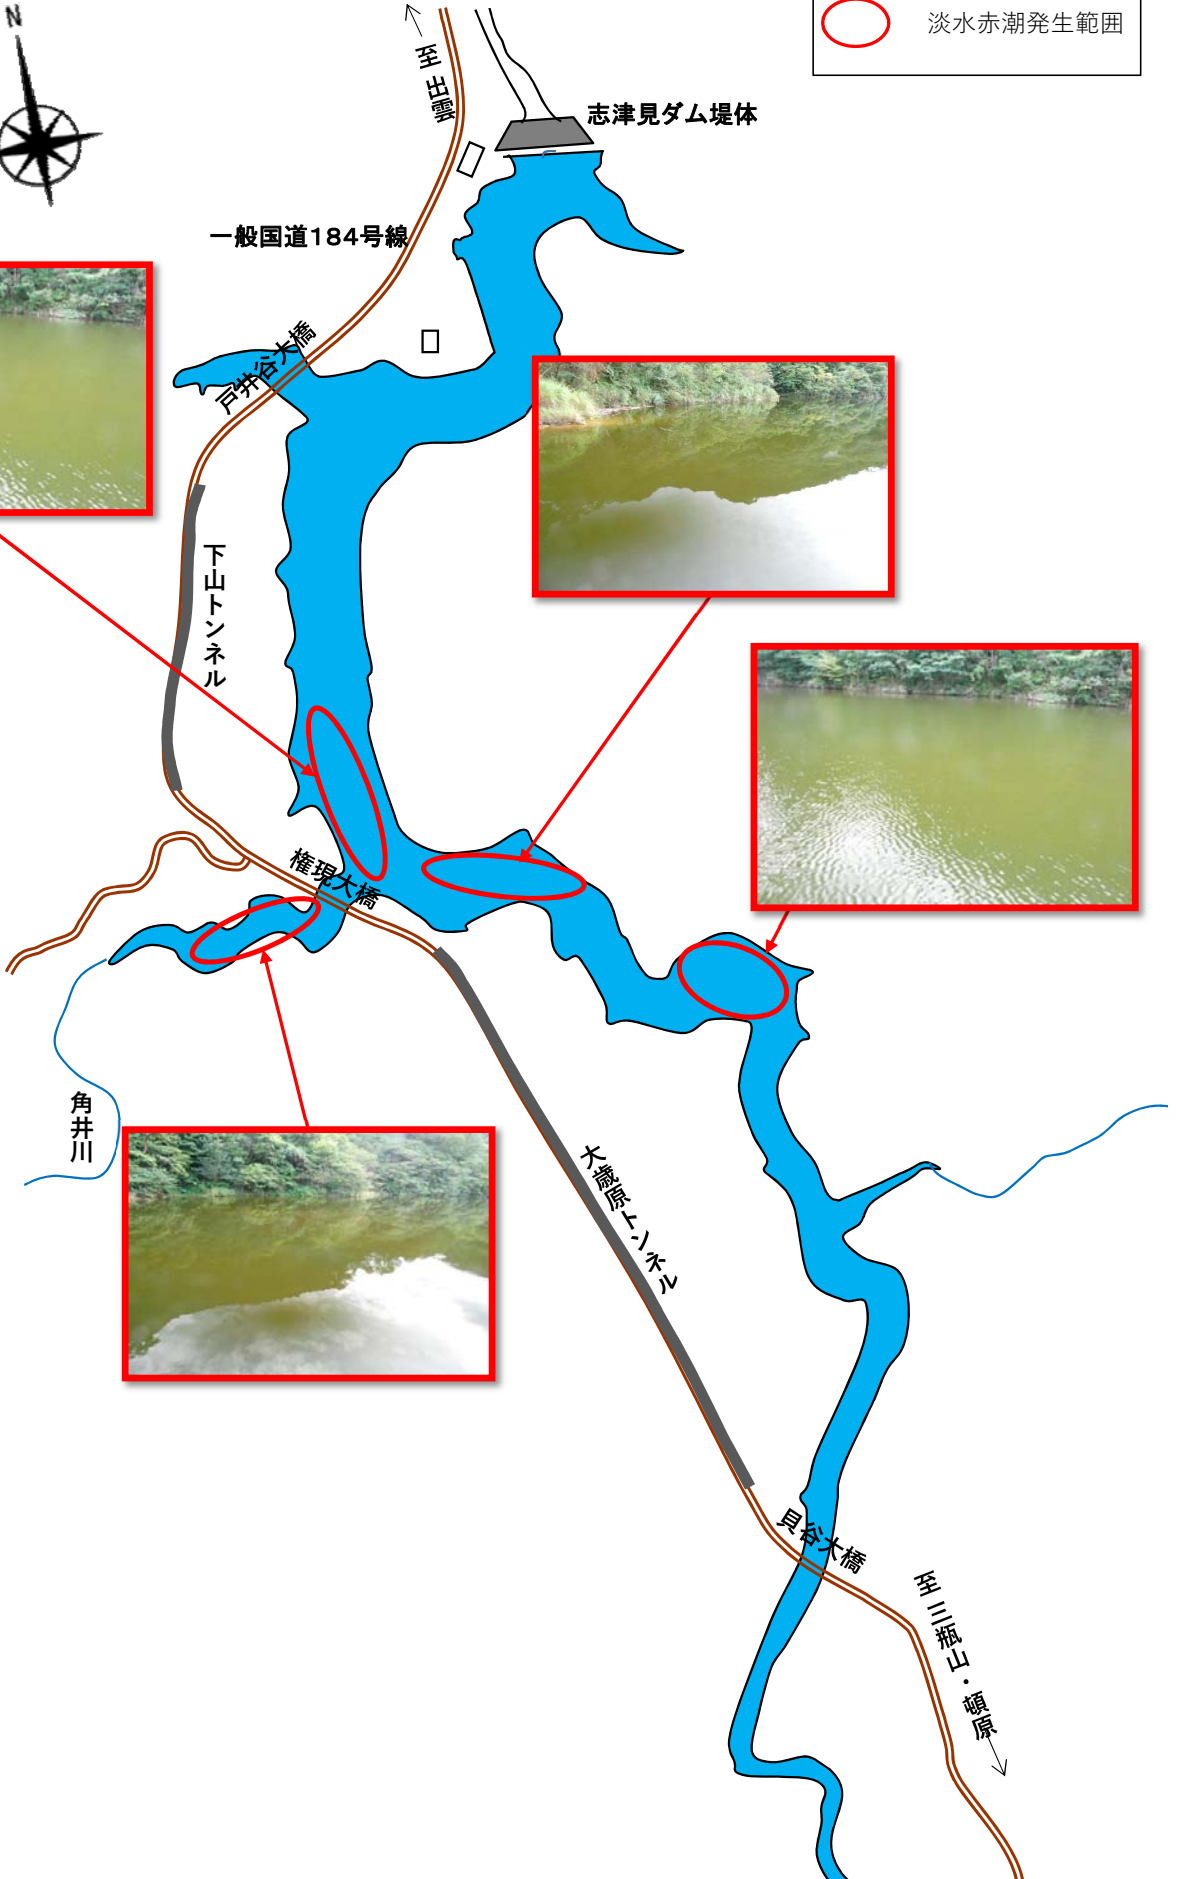 N
淡水赤潮発生範囲
至 出雲
志津見ダム堤体
一般国道184号線
戸井谷大橋
下山トンネル
権現大橋
角井川
大歳原トンネル
貝谷大橋
至 三瓶山・頓原